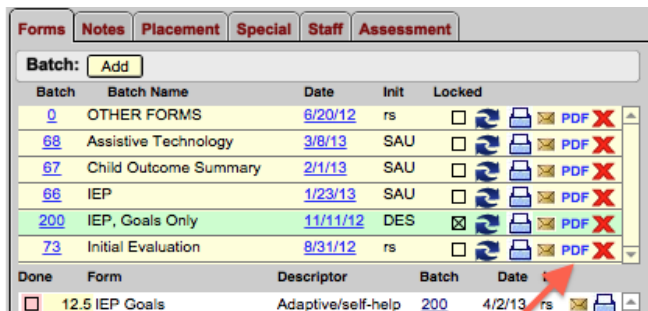 Forms Notes Placement Special Staff Assessment
Batch: Add
Batch Batch Name Date Init Locked
0 OTHER FORMS 6/20/12 rs PDF
68 Assistive Technology 3/8/13 SAU PDF
67 Child Outcome Summary 2/1/13 SAU PDF
66 IEP 1/23/13 SAU PDF
200 IEP, Goals Only 11/11/12 DES PDF
73 Initial Evaluation 8/31/12 rs PDF
Done Form Descriptor Batch Date
12.5 IEP Goals Adaptive/self-help 200 4/2/13 rs